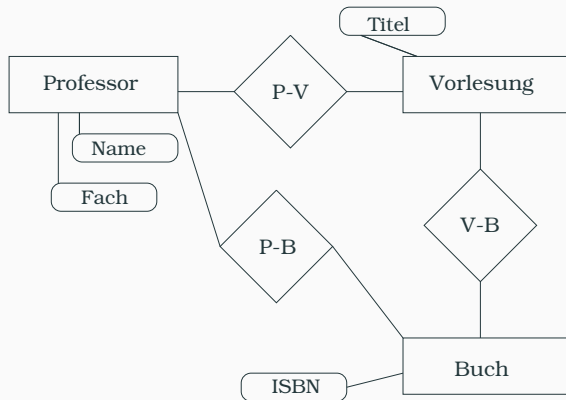 Titel
Professor
P-V
Vorlesung
Name
Fach
P-B
V-B
Buch
ISBN